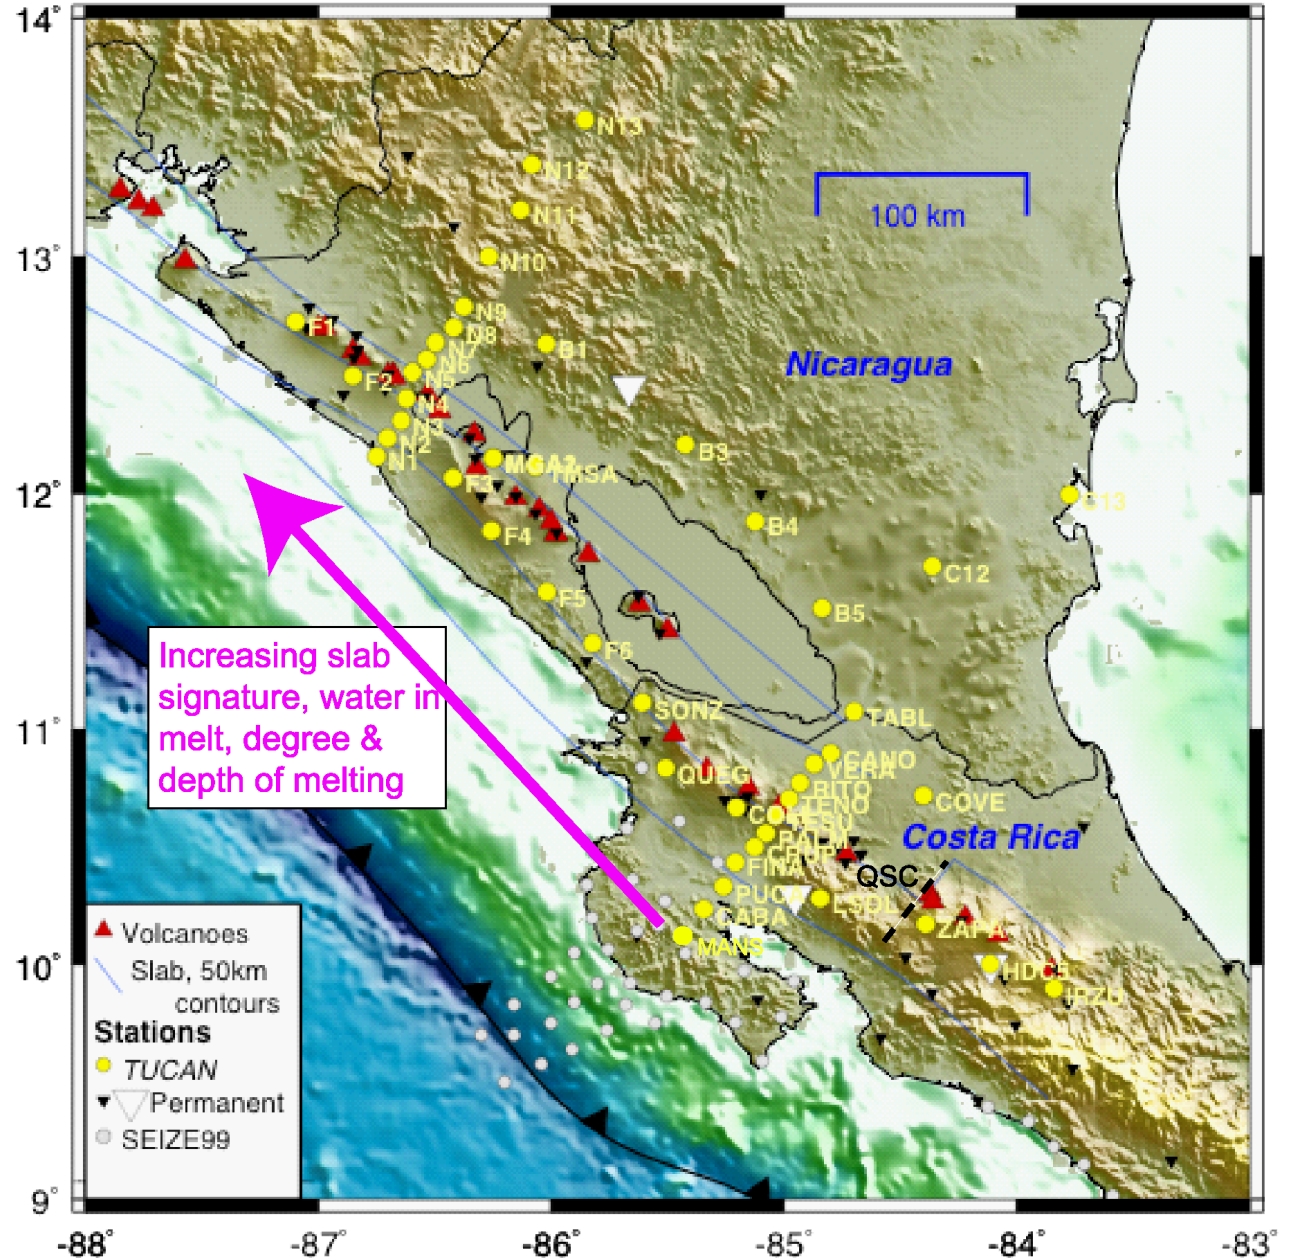 14°
13°
12°
11°
10°
9°
-88°
-87°
-86°
-85°
-84°
-83°
N13
N12
N11
100 km
N10
N9
N8
N7
N6
N5
N4
N3
N2
N1
F1
F2
B1
Nicaragua
B3
MGA2
TMSA
F3
C13
B4
F4
C12
F5
B5
F6
Increasing slab
signature, water in
melt, degree &
depth of melting
SONZ
TABL
CANO
VERA
QUEG
RITO
TENO
COVE
PALM
Costa Rica
FINA
QSC
PUCA
LSDL
CABA
ZAPA
MANS
HDC3
IRZU
Volcanoes
Slab, 50km
contours
Stations
TUCAN
Permanent
SEIZE99